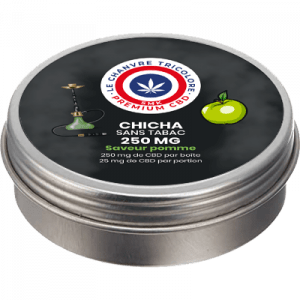 LE CHANVRE TRICOLORE
EMK
PREMIUM CBD
CHICHA
SANS TABAC
250 MG
Saveur pomme
250 mg de CBD par boîte
25 mg de CBD par portion